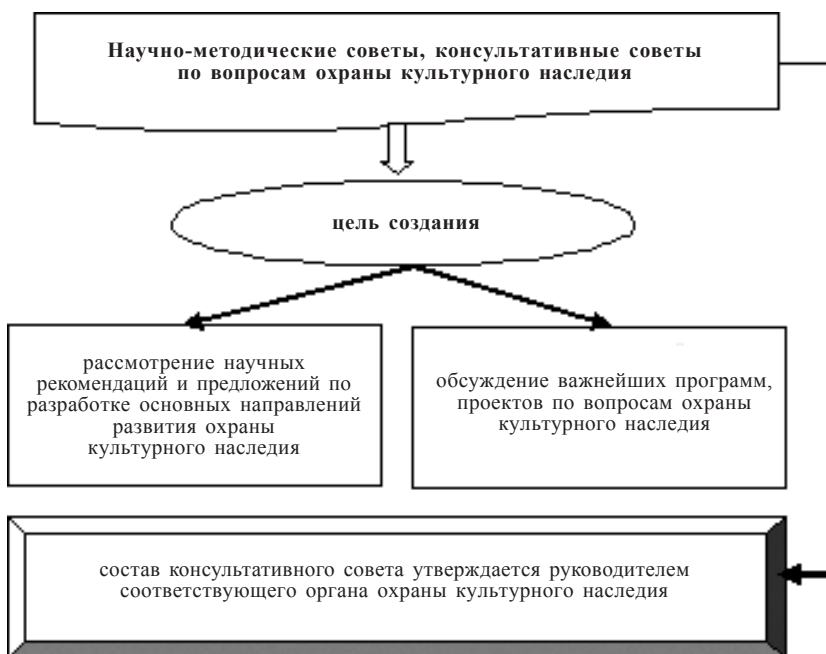 Научно-методические советы, консультативные советы
по вопросам охраны культурного наследия
цель создания
рассмотрение научных
рекомендаций и предложений по
разработке основных направлений
развития охраны
культурного наследия
обсуждение важнейших программ,
проектов по вопросам охраны
культурного наследия
состав консультативного совета утверждается руководителем
соответствующего органа охраны культурного наследия